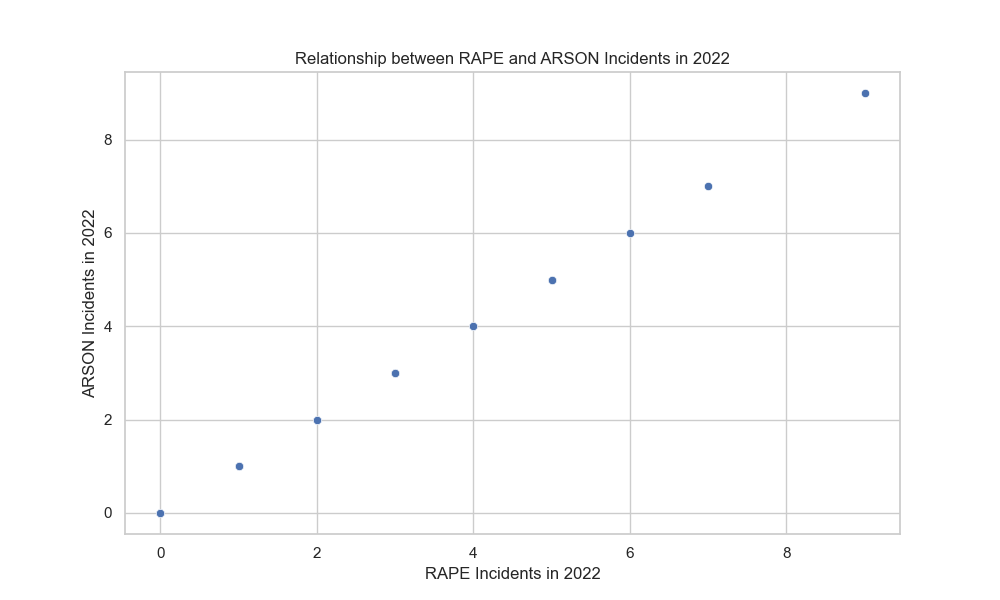 Relationship between RAPE and ARSON Incidents in 2022
ARSON Incidents in 2022
8
6
4
2
0
0 2 4 6 8
RAPE Incidents in 2022